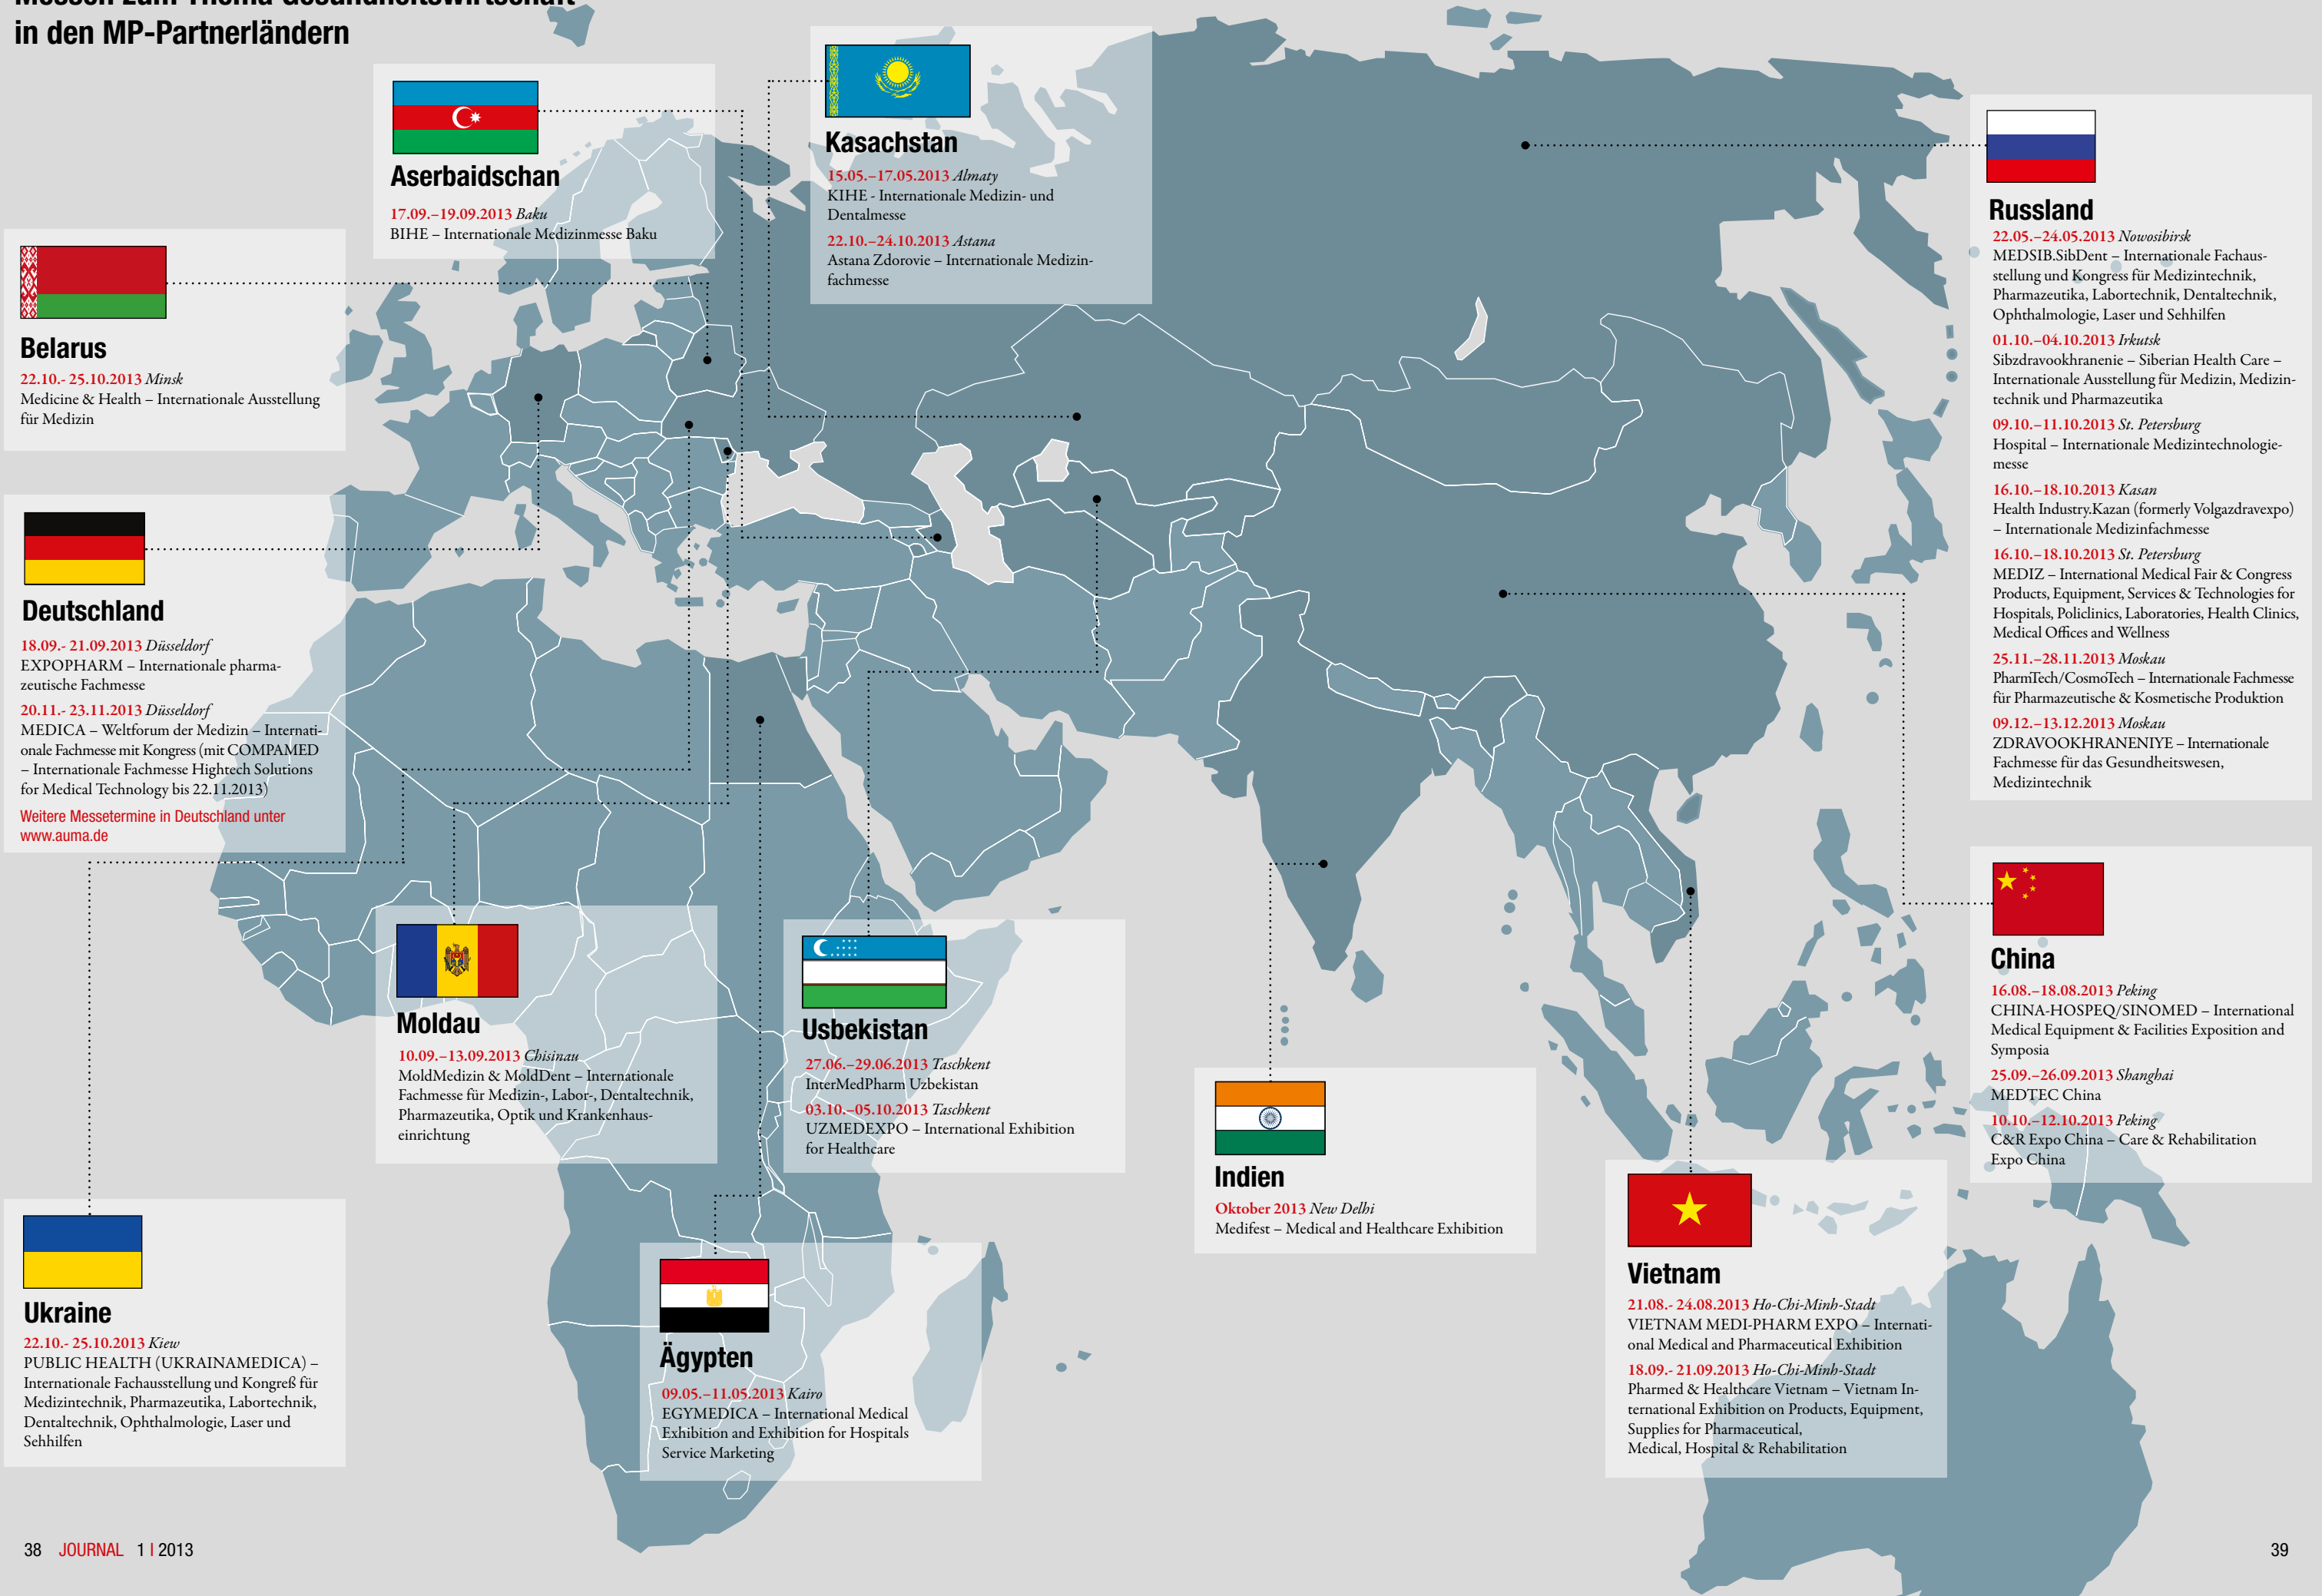 Messen zum Thema Gesundheitswirtschaft
in den MP-Partnerländern
Aserbaidschan
17.09.–19.09.2013 Baku
BIHE – Internationale Medizinmesse Baku
Kasachstan
15.05.–17.05.2013 Almaty
KIHE - Internationale Medizin- und
Dentalmesse
22.10.–24.10.2013 Astana
Astana Zdorovie – Internationale Medizin-
fachmesse
Belarus
22.10.- 25.10.2013 Minsk
Medicine & Health – Internationale Ausstellung
für Medizin
Deutschland
18.09.- 21.09.2013 Düsseldorf
EXPOPHARM – Internationale pharma-
zeutische Fachmesse
20.11.- 23.11.2013 Düsseldorf
MEDICA – Weltforum der Medizin – Internati-
onale Fachmesse mit Kongress (mit COMPAMED
– Internationale Fachmesse Hightech Solutions
for Medical Technology bis 22.11.2013)
Weitere Messetermine in Deutschland unter
www.auma.de
Moldau
10.09.–13.09.2013 Chisinau
MoldMedizin & MoldDent – Internationale
Fachmesse für Medizin-, Labor-, Dentaltechnik,
Pharmazeutika, Optik und Krankenhaus-
einrichtung
Usbekistan
27.06.–29.06.2013 Taschkent
InterMedPharm Uzbekistan
03.10.–05.10.2013 Taschkent
UZMEDEXPO – International Exhibition
for Healthcare
Ukraine
22.10.- 25.10.2013 Kiew
PUBLIC HEALTH (UKRAINAMEDICA) –
Internationale Fachausstellung und Kongreß für
Medizintechnik, Pharmazeutika, Labortechnik,
Dentaltechnik, Ophthalmologie, Laser und
Sehhilfen
Ägypten
09.05.–11.05.2013 Kairo
EGYMEDICA – International Medical
Exhibition and Exhibition for Hospitals
Service Marketing
Indien
Oktober 2013 New Delhi
Medifest – Medical and Healthcare Exhibition
Vietnam
21.08.- 24.08.2013 Ho-Chi-Minh-Stadt
VIETNAM MEDI-PHARM EXPO – Internati-
onal Medical and Pharmaceutical Exhibition
18.09.- 21.09.2013 Ho-Chi-Minh-Stadt
Pharmed & Healthcare Vietnam – Vietnam In-
ternational Exhibition on Products, Equipment,
Supplies for Pharmaceutical,
Medical, Hospital & Rehabilitation
Russland
22.05.–24.05.2013 Nowosibirsk
MEDSIB.SibDent – Internationale Fachaus-
stellung und Kongress für Medizintechnik,
Pharmazeutika, Labortechnik, Dentaltechnik,
Ophthalmologie, Laser und Sehhilfen
01.10.–04.10.2013 Irkutsk
Sibzdravookhranenie – Siberian Health Care –
Internationale Ausstellung für Medizin, Medizin-
technik und Pharmazeutika
09.10.–11.10.2013 St. Petersburg
Hospital – Internationale Medizintechnologie-
messe
16.10.–18.10.2013 Kasan
Health Industry.Kazan (formerly Volgazdravexpo)
– Internationale Medizinfachmesse
16.10.–18.10.2013 St. Petersburg
MEDIZ – International Medical Fair & Congress
Products, Equipment, Services & Technologies for
Hospitals, Policlinics, Laboratories, Health Clinics,
Medical Offices and Wellness
25.11.–28.11.2013 Moskau
PharmTech/CosmoTech – Internationale Fachmesse
für Pharmazeutische & Kosmetische Produktion
09.12.–13.12.2013 Moskau
ZDRAVOOKHRANENIYE – Internationale
Fachmesse für das Gesundheitswesen,
Medizintechnik
China
16.08.–18.08.2013 Peking
CHINA-HOSPEQ/SINOMED – International
Medical Equipment & Facilities Exposition and
Symposia
25.09.–26.09.2013 Shanghai
MEDTEC China
10.10.–12.10.2013 Peking
C&R Expo China – Care & Rehabilitation
Expo China
38 JOURNAL 1 | 2013
39